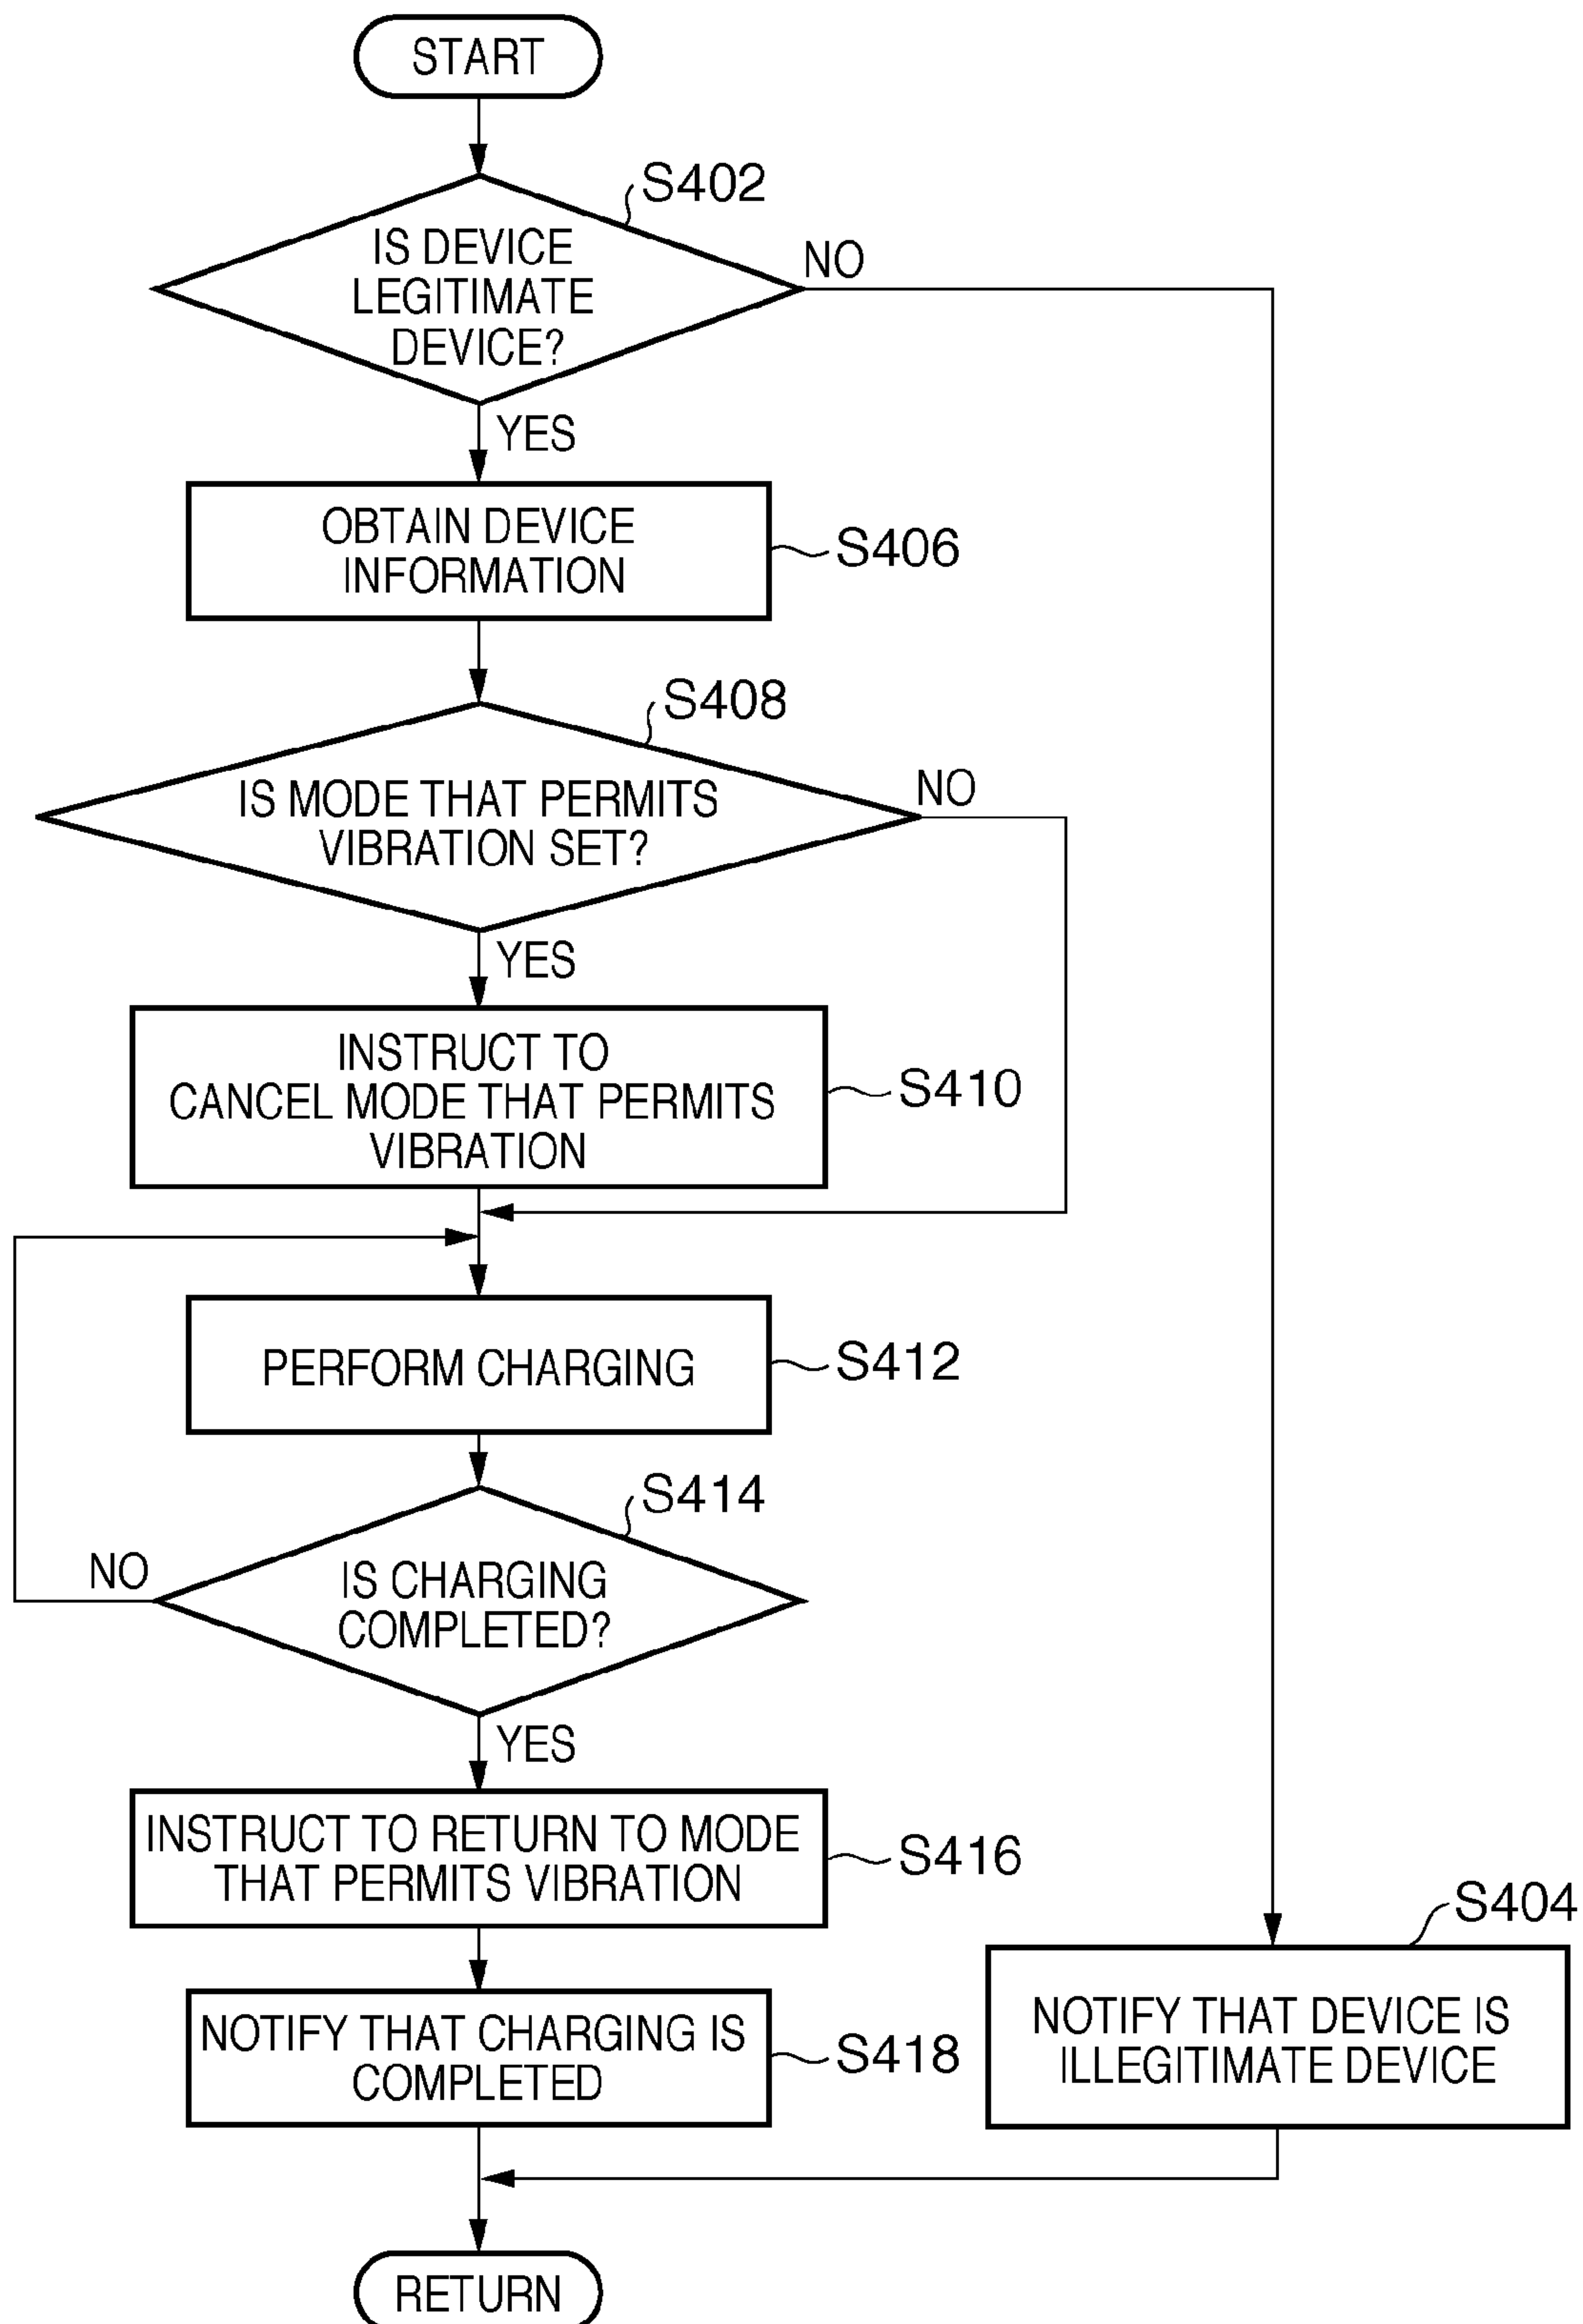 START
S402
IS DEVICE
LEGITIMATE
DEVICE?
NO
YES
OBTAIN DEVICE
INFORMATION
S406
S408
IS MODE THAT PERMITS
VIBRATION SET?
NO
YES
INSTRUCT TO
CANCEL MODE THAT PERMITS
VIBRATION
S410
PERFORM CHARGING
S412
S414
IS CHARGING
COMPLETED?
NO
YES
INSTRUCT TO RETURN TO MODE
THAT PERMITS VIBRATION
S416
S404
NOTIFY THAT DEVICE IS
ILLEGITIMATE DEVICE
NOTIFY THAT CHARGING IS
COMPLETED
S418
RETURN